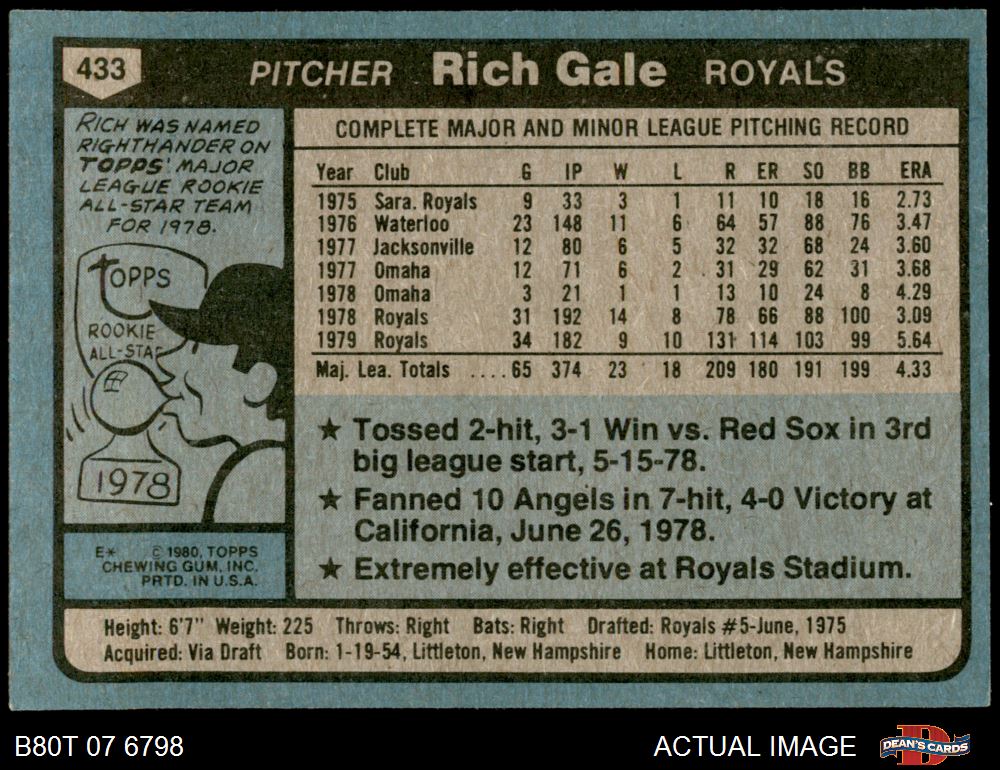 433
PITCHER Rich Gale ROYALS
RICH WAS NAMED
RIGHTHANDER ON
TOPPS' MAJOR
LEAGUE ROOKIE
ALL-STAR TEAM
FOR 1978.
TOPPS
ROOKIE
ALL-STAR
1978
E* © 1980, TOPPS
CHEWING GUM, INC.
PRTD. IN U.S.A.
COMPLETE MAJOR AND MINOR LEAGUE PITCHING RECORD
Year Club G IP W L R ER SO BB ERA
1975 Sara. Royals 9 33 3 1 11 10 18 16 2.73
1976 Waterloo 23 148 11 6 64 57 88 76 3.47
1977 Jacksonville 12 80 6 5 32 32 68 24 3.60
1977 Omaha 12 71 6 2 31 29 62 31 3.68
1978 Omaha 3 21 1 1 13 10 24 8 4.29
1978 Royals 31 192 14 8 78 66 88 100 3.09
1979 Royals 34 182 9 10 131 114 103 99 5.64
Maj. Lea. Totals ....65 374 23 18 209 180 191 199 4.33
★ Tossed 2-hit, 3-1 Win vs. Red Sox in 3rd
big league start, 5-15-78.
★ Fanned 10 Angels in 7-hit, 4-0 Victory at
California, June 26, 1978.
★ Extremely effective at Royals Stadium.
Height: 6'7" Weight: 225 Throws: Right Bats: Right Drafted: Royals #5-June, 1975
Acquired: Via Draft Born: 1-19-54, Littleton, New Hampshire Home: Littleton, New Hampshire
B80T 07 6798 ACTUAL IMAGE
D
DEAN'S CARDS